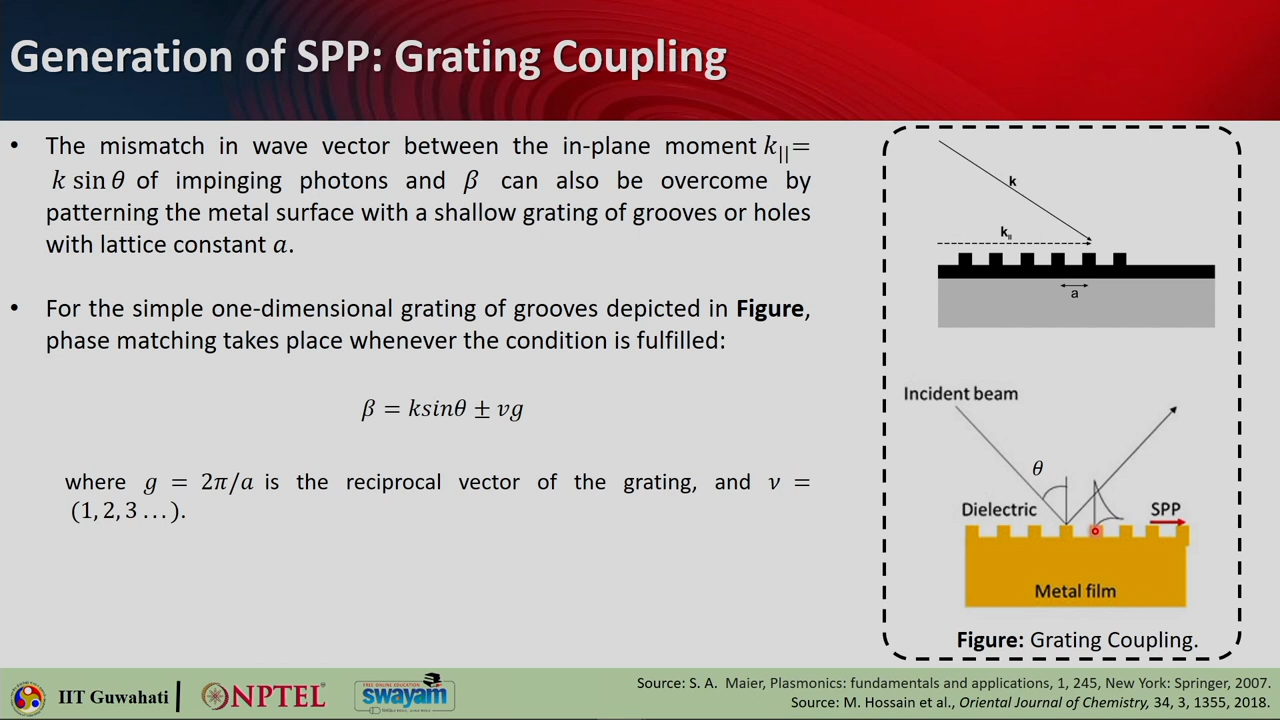 Generation of SPP: Grating Coupling
• The mismatch in wave vector between the in-plane moment k||=
k sin θ of impinging photons and β can also be overcome by
patterning the metal surface with a shallow grating of grooves or holes
with lattice constant a.
• For the simple one-dimensional grating of grooves depicted in Figure,
phase matching takes place whenever the condition is fulfilled:
β = ksinθ ± νg
where g = 2π/a is the reciprocal vector of the grating, and ν =
(1, 2, 3 …).
k
k||
a
Incident beam
θ
Dielectric
SPP
Metal film
Figure: Grating Coupling.
IIT Guwahati
NPTEL
FREE ONLINE EDUCATION
swayam
Source: S. A. Maier, Plasmonics: fundamentals and applications, 1, 245, New York: Springer, 2007.
Source: M. Hossain et al., Oriental Journal of Chemistry, 34, 3, 1355, 2018.